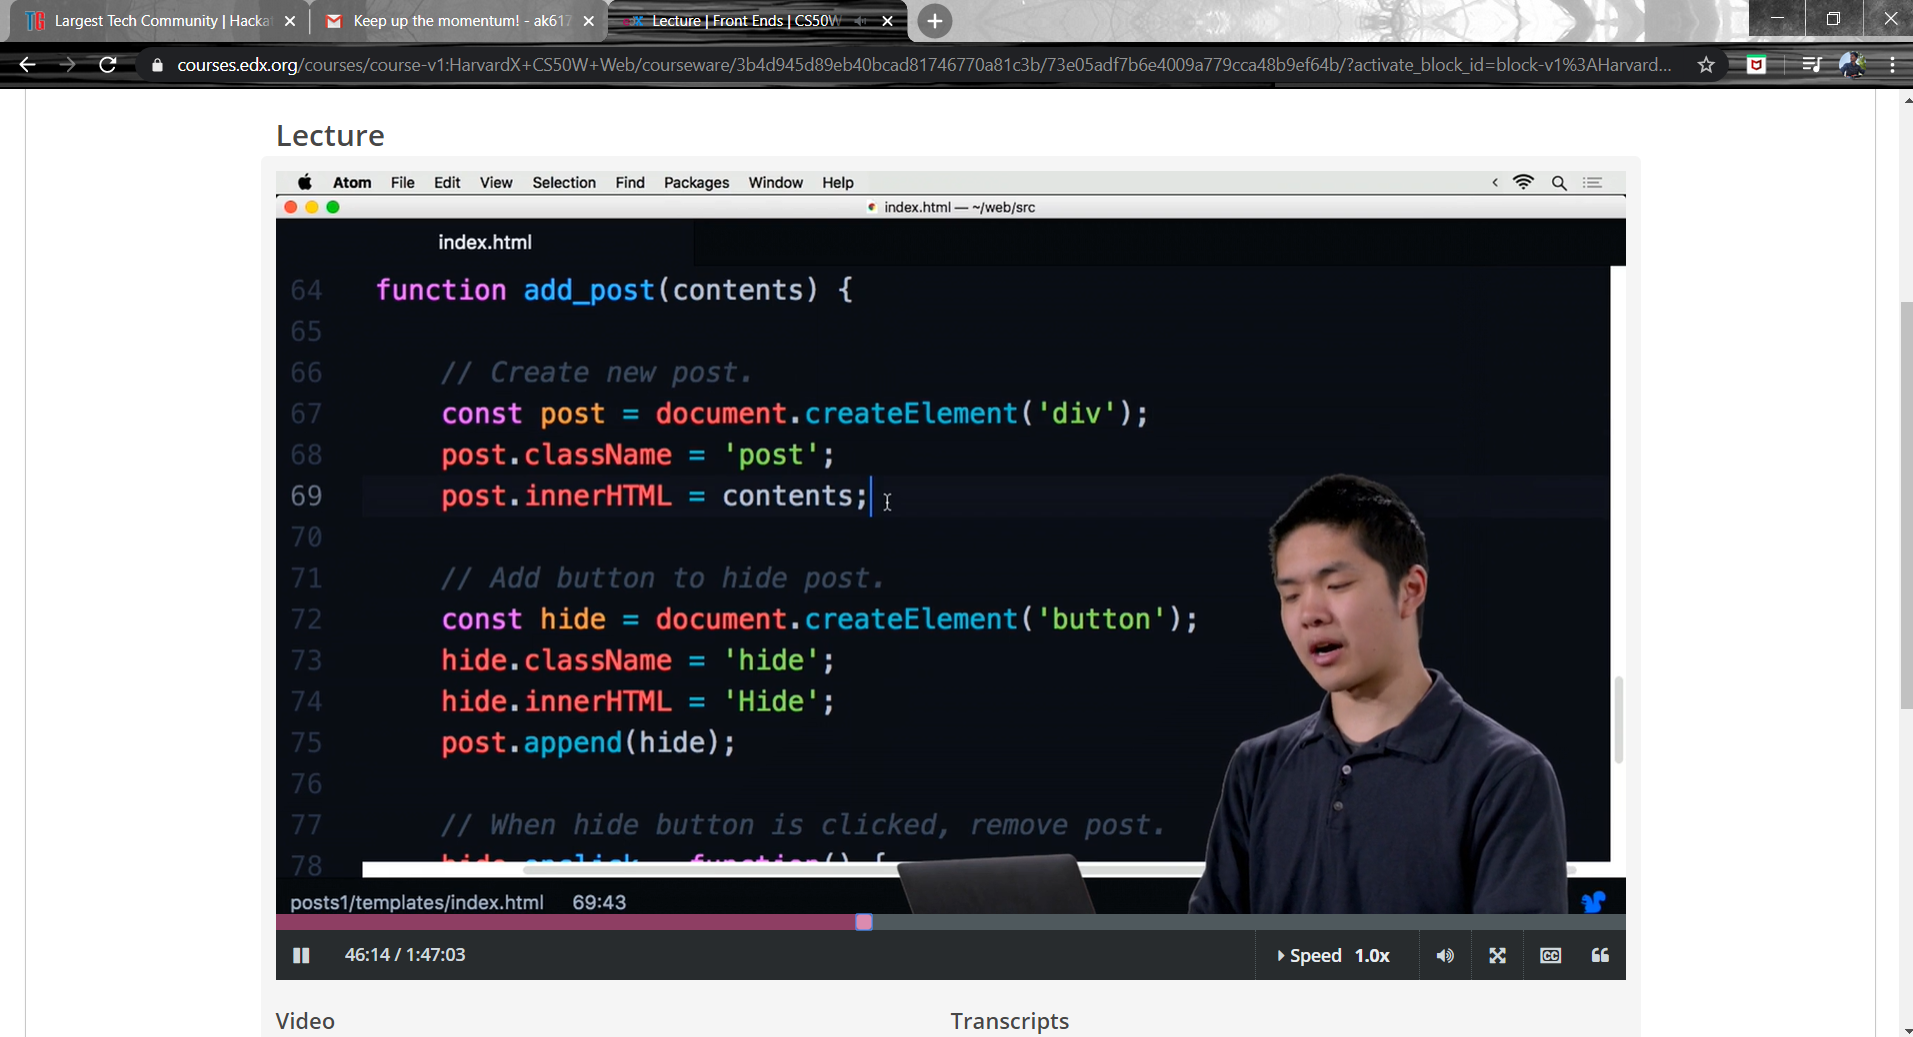 Largest Tech Community | Hacka
Keep up the momentum! - ak617
Lecture | Front Ends | CS50W
courses.edx.org/courses/course-v1:HarvardX+CS50W+Web/courseware/3b4d945d89eb40bcad81746770a81c3b/73e05adf7b6e4009a779cca48b9ef64b/?activate_block_id=block-v1%3AHarvard...
Lecture
Atom File Edit View Selection Find Packages Window Help
index.html — ~/web/src
index.html
64 function add_post(contents) {
65
66 // Create new post.
67 const post = document.createElement('div');
68 post.className = 'post';
69 post.innerHTML = contents;
70
71 // Add button to hide post.
72 const hide = document.createElement('button');
73 hide.className = 'hide';
74 hide.innerHTML = 'Hide';
75 post.append(hide);
76
77 // When hide button is clicked, remove post.
78 hide.onclick = function() {
posts1/templates/index.html 69:43
46:14 / 1:47:03 Speed 1.0x CC
Video Transcripts